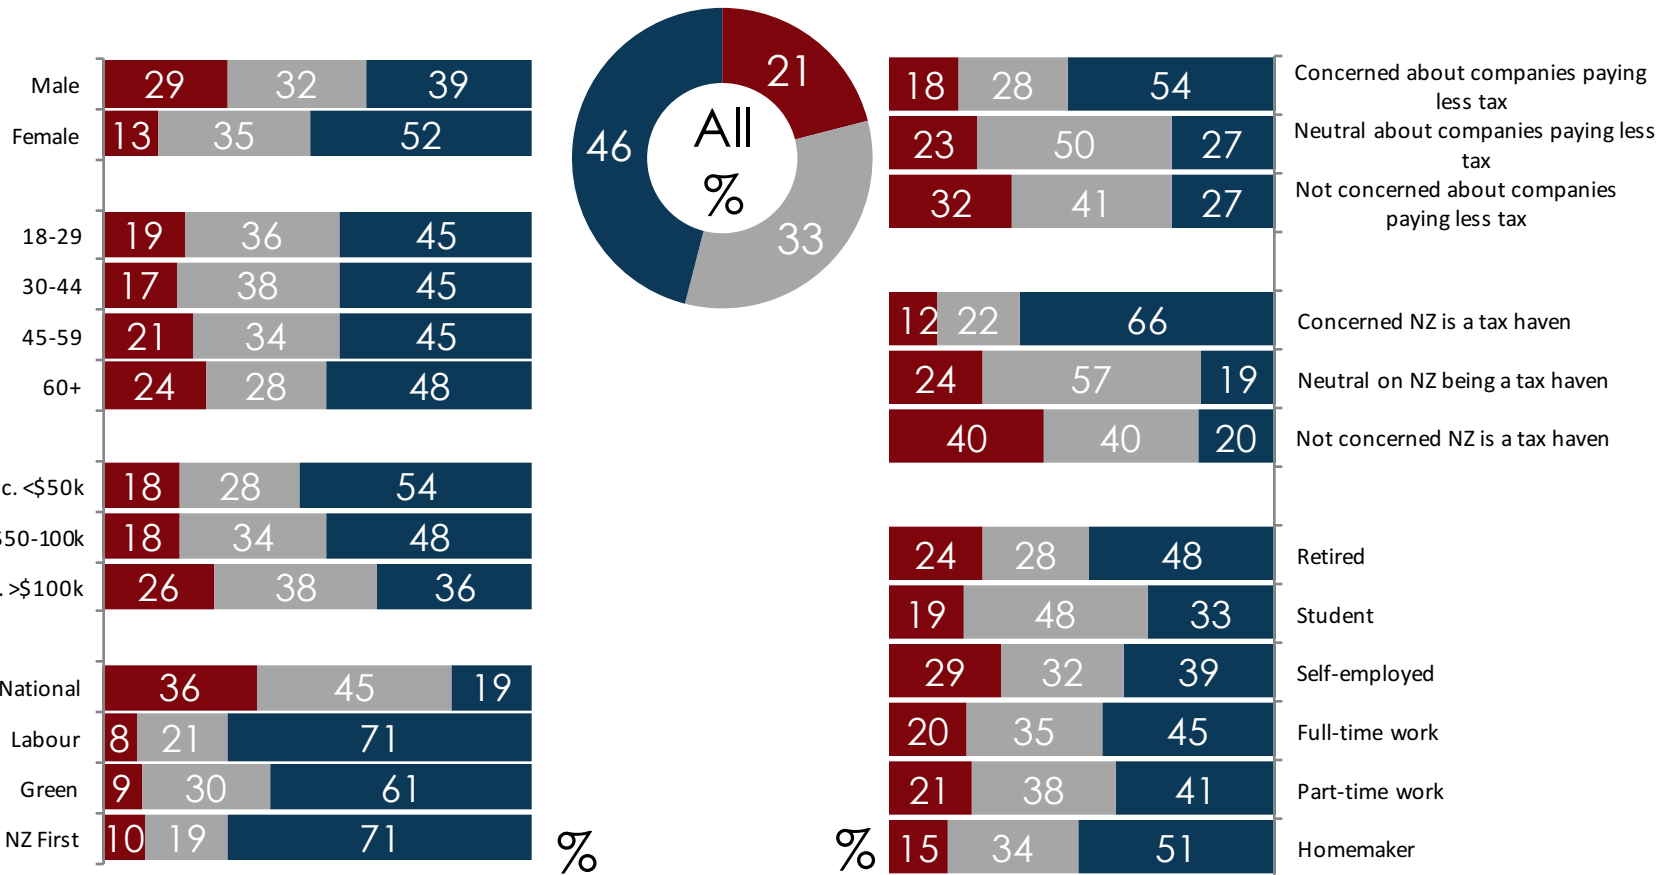 Male 29 32 39
Female 13 35 52
18-29 19 36 45
30-44 17 38 45
45-59 21 34 45
60+ 24 28 48
c. <$50k 18 28 54
$50-100k 18 34 48
. >$100k 26 38 36
National 36 45 19
Labour 8 21 71
Green 9 30 61
NZ First 10 19 71
%
21
46
All
%
33
18 28 54 Concerned about companies paying
less tax
23 50 27 Neutral about companies paying less
tax
32 41 27 Not concerned about companies
paying less tax
12 22 66 Concerned NZ is a tax haven
24 57 19 Neutral on NZ being a tax haven
40 40 20 Not concerned NZ is a tax haven
24 28 48 Retired
19 48 33 Student
29 32 39 Self-employed
20 35 45 Full-time work
21 38 41 Part-time work
% 15 34 51 Homemaker